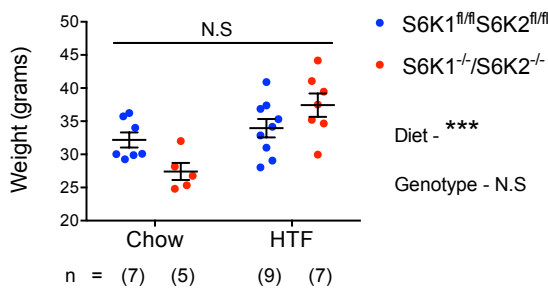 N.S
50
45
40
35
30
25
20
Weight (grams)
Chow HTF
n = (7) (5) (9) (7)
S6K1fl/flS6K2fl/fl
S6K1-/-/S6K2-/-
Diet - ***
Genotype - N.S